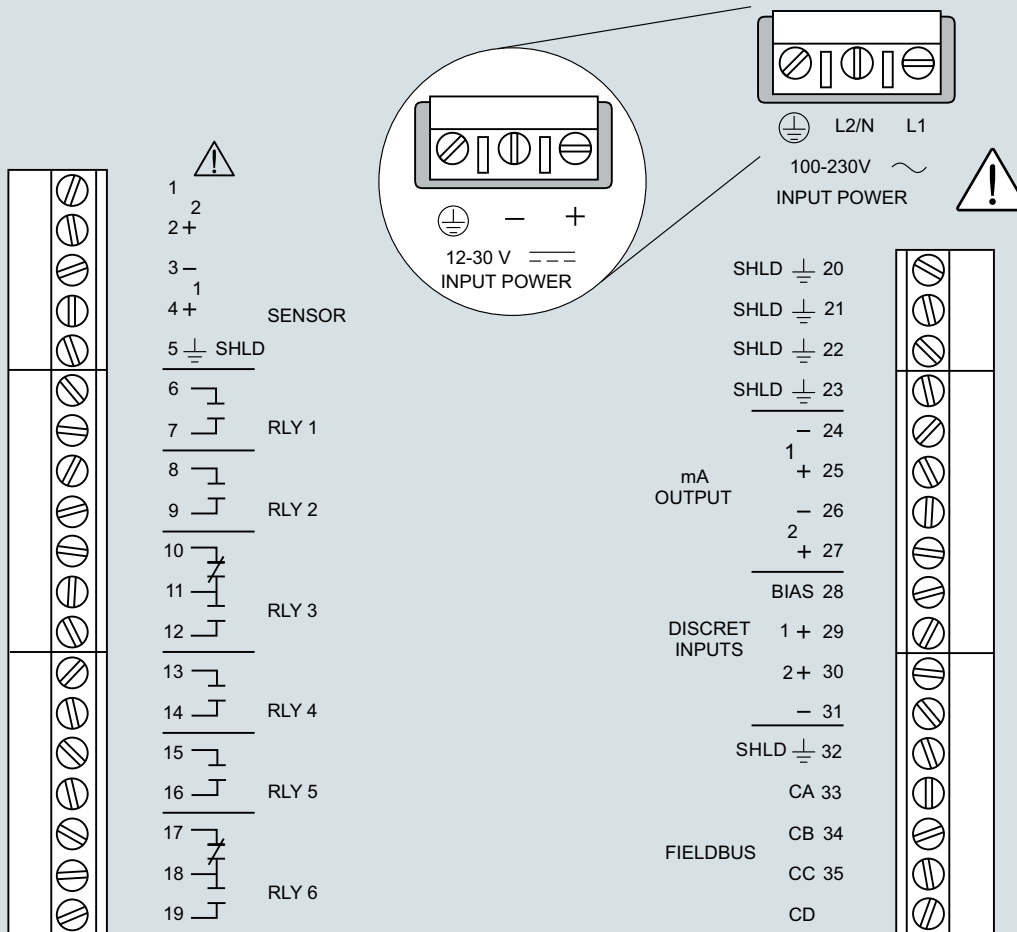 L2/N L1
100-230V
INPUT POWER
− +
12-30 V
INPUT POWER
1
2
2 +
3 −
1
4 +
SENSOR
5 SHLD
6
7 RLY 1
8
9 RLY 2
10
11
RLY 3
12
13
14 RLY 4
15
16 RLY 5
17
18
RLY 6
19
SHLD 20
SHLD 21
SHLD 22
SHLD 23
− 24
1
+ 25
mA
OUTPUT
− 26
2
+ 27
BIAS 28
DISCRET
INPUTS
1 + 29
2 + 30
− 31
SHLD 32
CA 33
CB 34
FIELDBUS
CC 35
CD